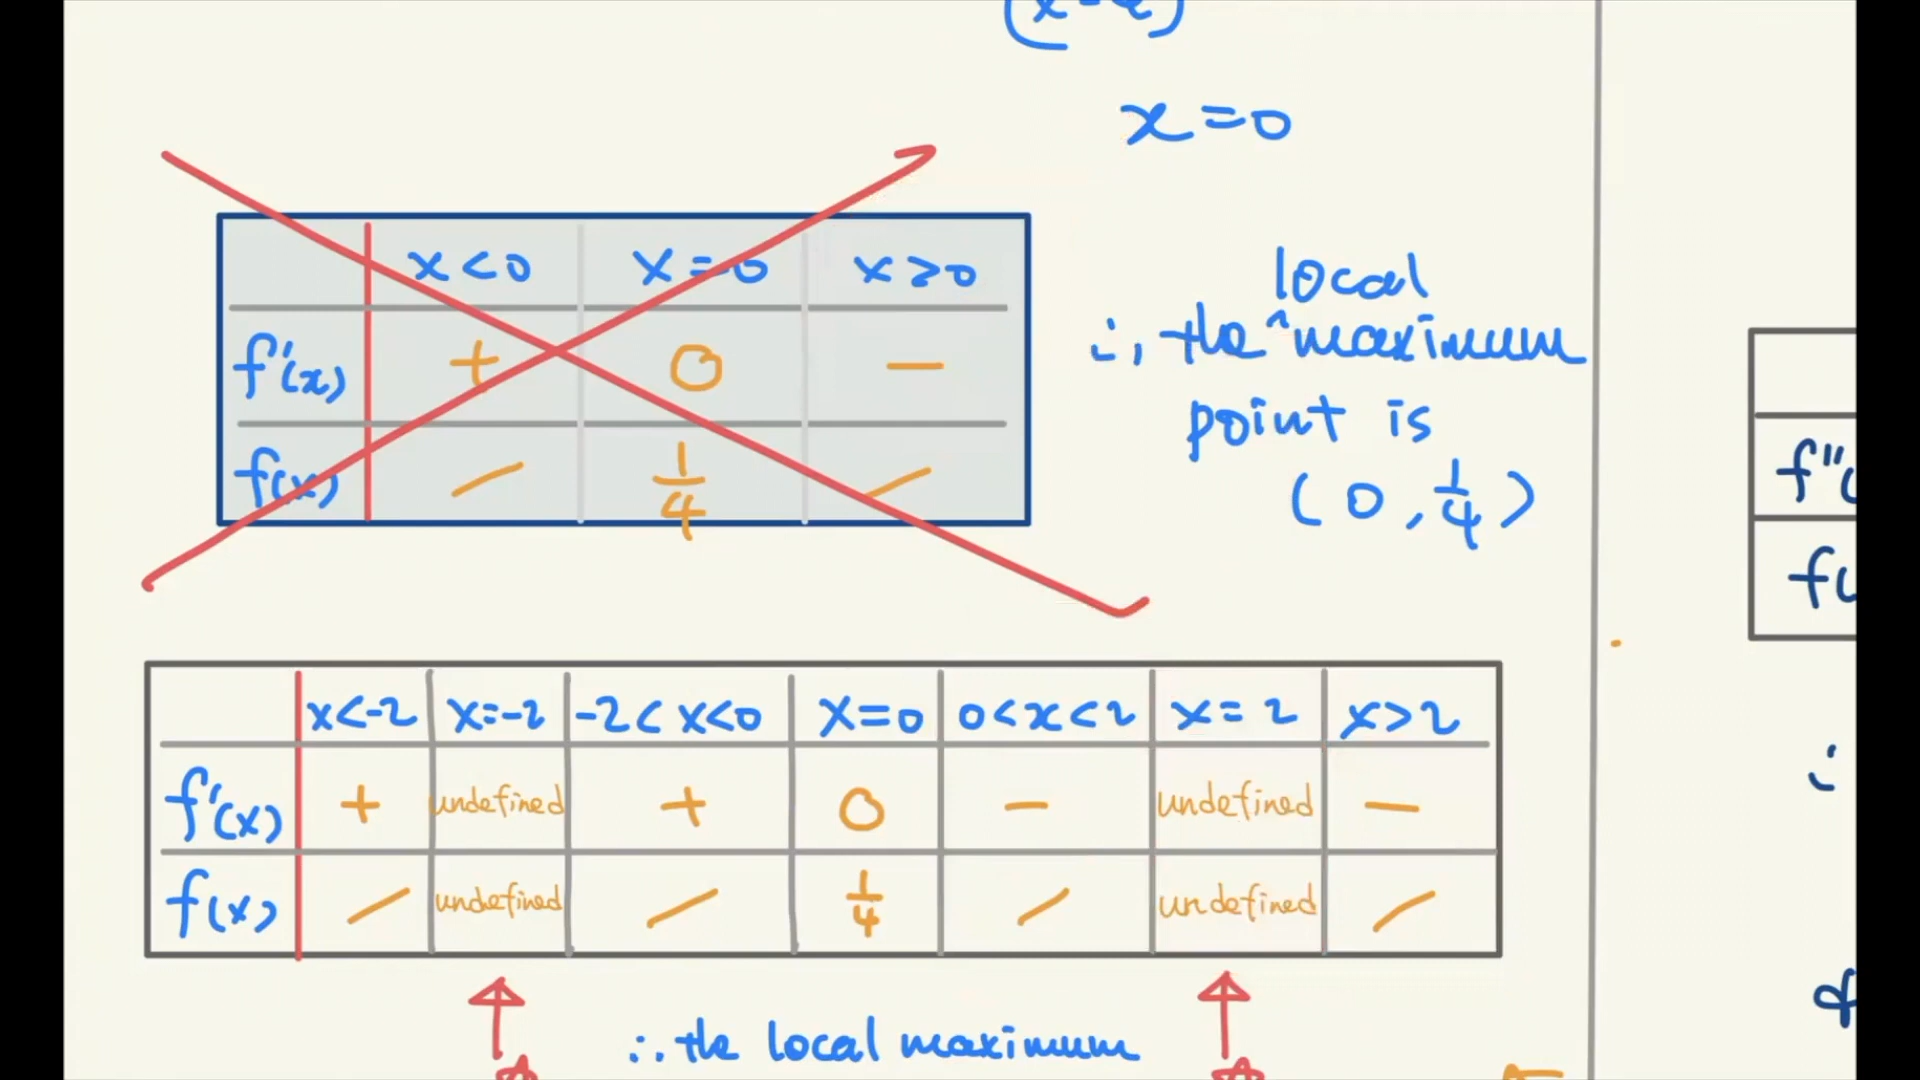 x=0
x<0 x=0 x≥0
f'(x) + 0 −
f(x) 1/4
local
∴, the ^ maximum
point is
(0, 1/4)
x<-2 x=-2 -2<x<0 x=0 0<x<2 x=2 x>2
f'(x) + undefined + 0 − undefined −
f(x) undefined 1/4 undefined
∴ the local maximum
f''(
f(
∴